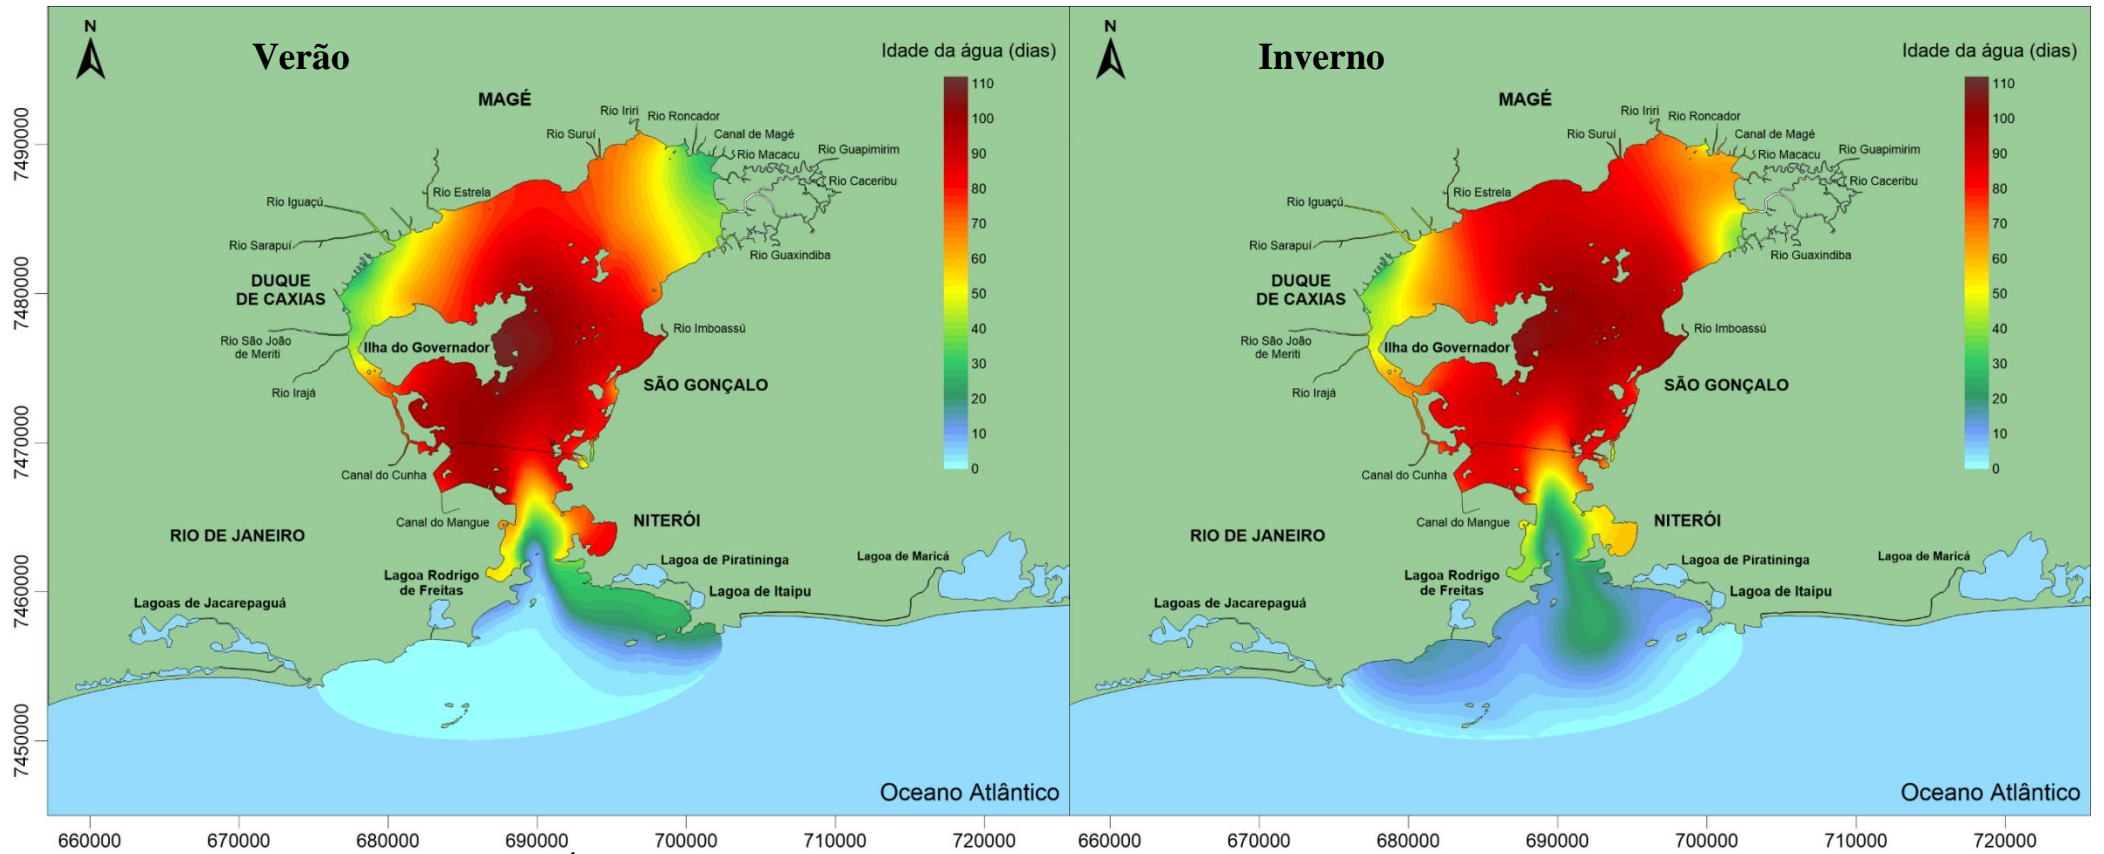 Verão
N
Idade da água (dias)
110
100
90
80
70
60
50
40
30
20
10
0
MAGÉ
Rio Iriri
Rio Roncador
Rio Suruí
Canal de Magé
Rio Macacu
Rio Guapimirim
Rio Caceribu
Rio Estrela
Rio Iguaçú
Rio Sarapuí
Rio Guaxindiba
DUQUE
DE CAXIAS
Rio São João
de Meriti
Ilha do Governador
Rio Imboassú
Rio Irajá
SÃO GONÇALO
Canal do Cunha
Canal do Mangue
NITERÓI
RIO DE JANEIRO
Lagoa de Piratininga
Lagoa de Maricá
Lagoa Rodrigo
de Freitas
Lagoa de Itaipu
Lagoas de Jacarepaguá
Oceano Atlântico
7490000
7480000
7470000
7460000
7450000
660000
670000
680000
690000
700000
710000
720000
Inverno
N
Idade da água (dias)
110
100
90
80
70
60
50
40
30
20
10
0
MAGÉ
Rio Iriri
Rio Roncador
Rio Suruí
Canal de Magé
Rio Macacu
Rio Guapimirim
Rio Caceribu
Rio Estrela
Rio Iguaçú
Rio Sarapuí
Rio Guaxindiba
DUQUE
DE CAXIAS
Rio São João
de Meriti
Ilha do Governador
Rio Imboassú
Rio Irajá
SÃO GONÇALO
Canal do Cunha
Canal do Mangue
NITERÓI
RIO DE JANEIRO
Lagoa de Piratininga
Lagoa de Maricá
Lagoa Rodrigo
de Freitas
Lagoa de Itaipu
Lagoas de Jacarepaguá
Oceano Atlântico
660000
670000
680000
690000
700000
710000
720000